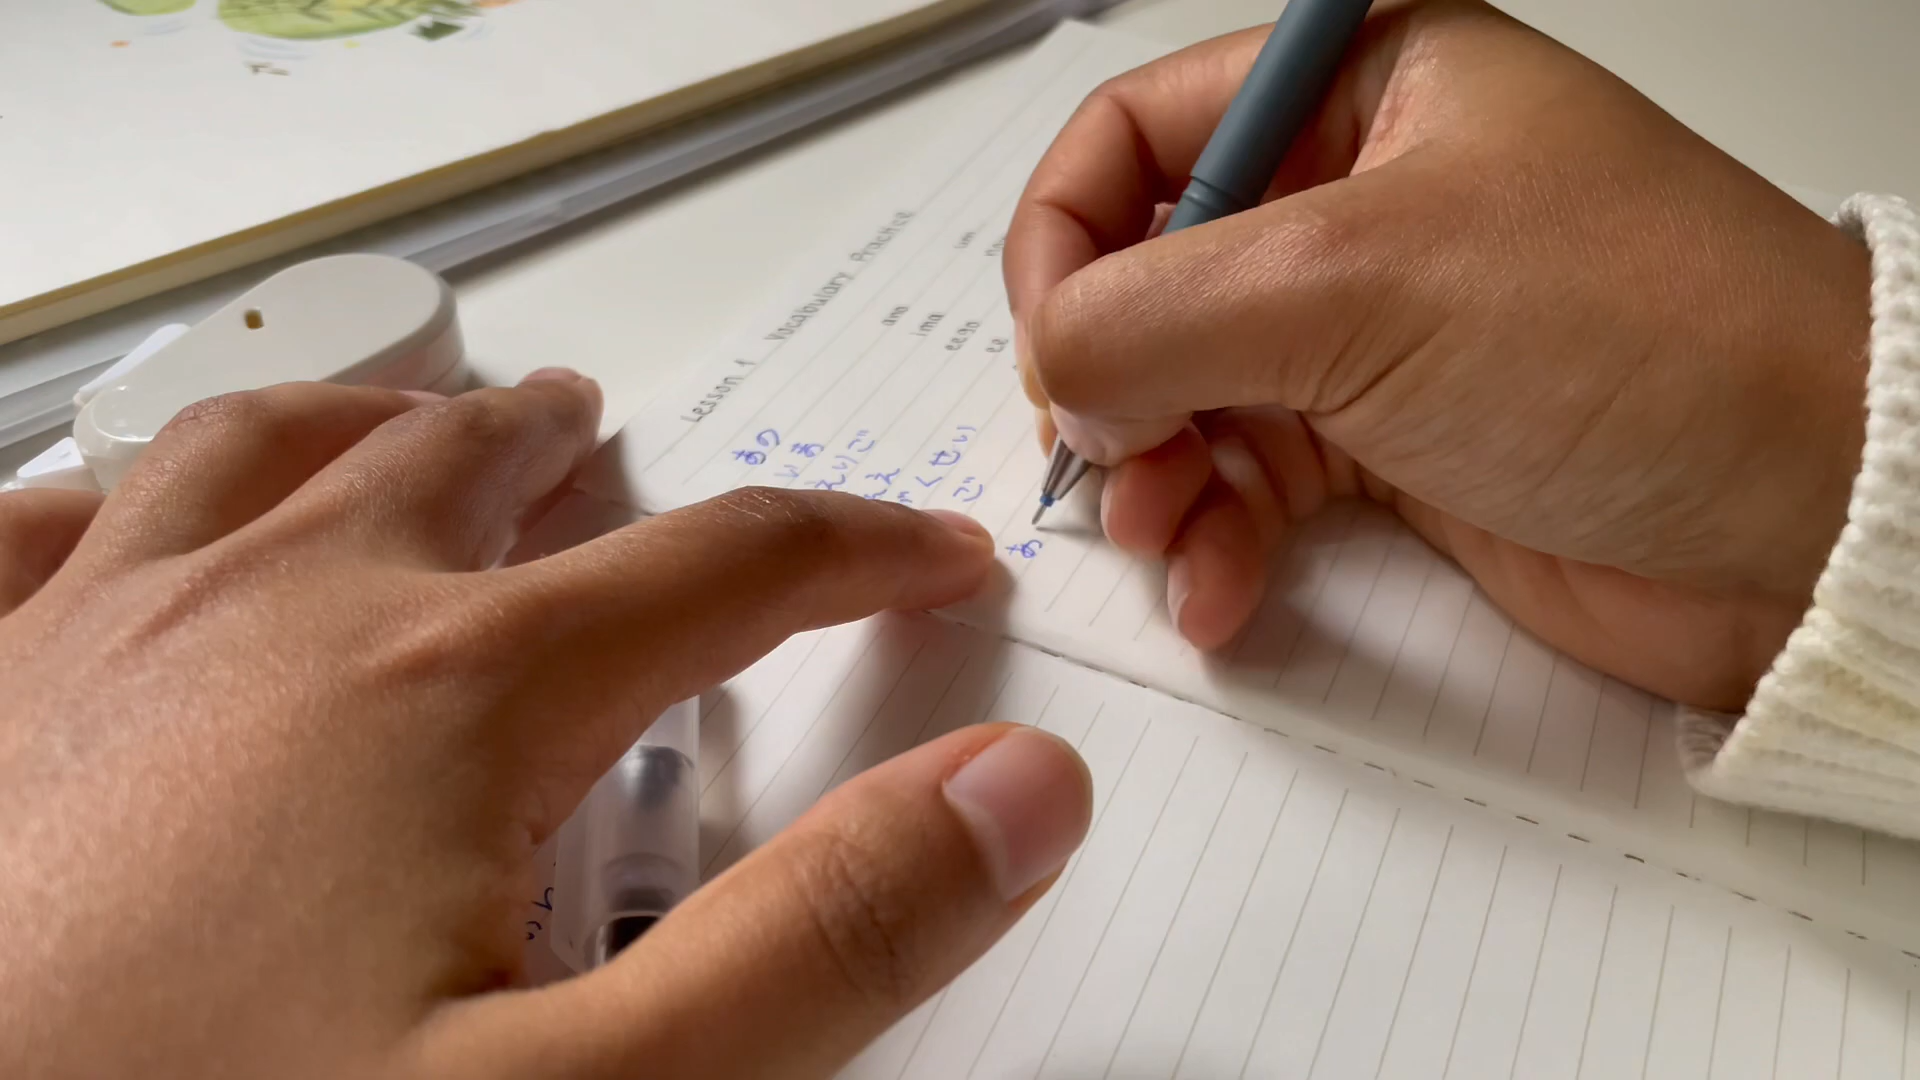 Lesson 1 Vocabulary Practice
あの ano
いま ima
えいご eego
ええ ee
がくせい
ご
あ